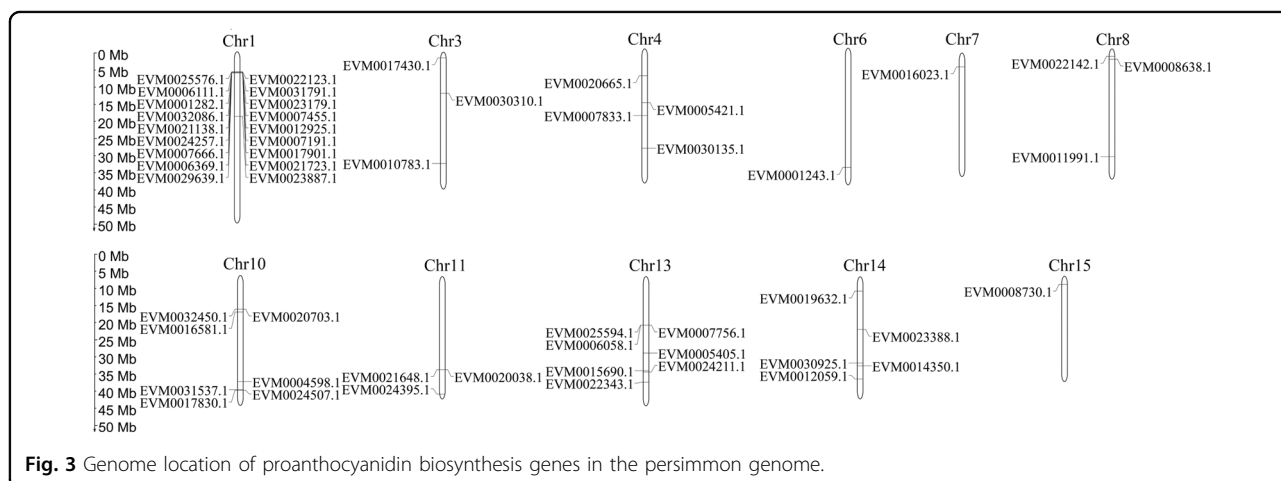 Chr1 Chr3 Chr4 Chr6 Chr7 Chr8
0 Mb
5 Mb
10 Mb
15 Mb
20 Mb
25 Mb
30 Mb
35 Mb
40 Mb
45 Mb
50 Mb
EVM0025576.1 EVM0022123.1
EVM0006111.1 EVM0031791.1
EVM0001282.1 EVM0023179.1
EVM0032086.1 EVM0007455.1
EVM0021138.1 EVM0012925.1
EVM0024257.1 EVM0007191.1
EVM0007666.1 EVM0017901.1
EVM0006369.1 EVM0021723.1
EVM0029639.1 EVM0023887.1
EVM0017430.1
EVM0030310.1
EVM0010783.1
EVM0020665.1
EVM0005421.1
EVM0007833.1
EVM0030135.1
EVM0001243.1
EVM0016023.1
EVM0022142.1 EVM0008638.1
EVM0011991.1
Chr10 Chr11 Chr13 Chr14 Chr15
0 Mb
5 Mb
10 Mb
15 Mb
20 Mb
25 Mb
30 Mb
35 Mb
40 Mb
45 Mb
50 Mb
EVM0032450.1 EVM0020703.1
EVM0016581.1
EVM0004598.1
EVM0031537.1 EVM0024507.1
EVM0017830.1
EVM0021648.1 EVM0020038.1
EVM0024395.1
EVM0025594.1 EVM0007756.1
EVM0006058.1
EVM0005405.1
EVM0015690.1 EVM0024211.1
EVM0022343.1
EVM0019632.1
EVM0023388.1
EVM0030925.1 EVM0014350.1
EVM0012059.1
EVM0008730.1
Fig. 3 Genome location of proanthocyanidin biosynthesis genes in the persimmon genome.